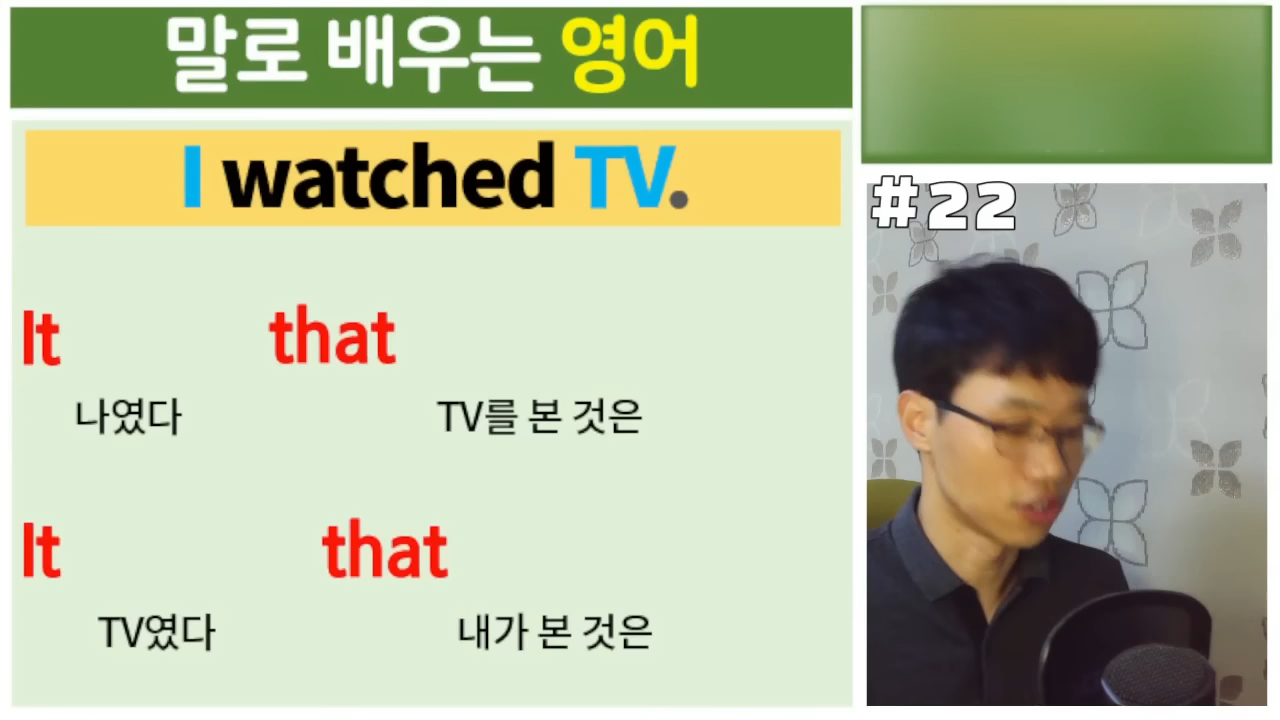 말로 배우는 영어
I watched TV.
#22
It that
나였다 TV를 본 것은
It that
TV였다 내가 본 것은